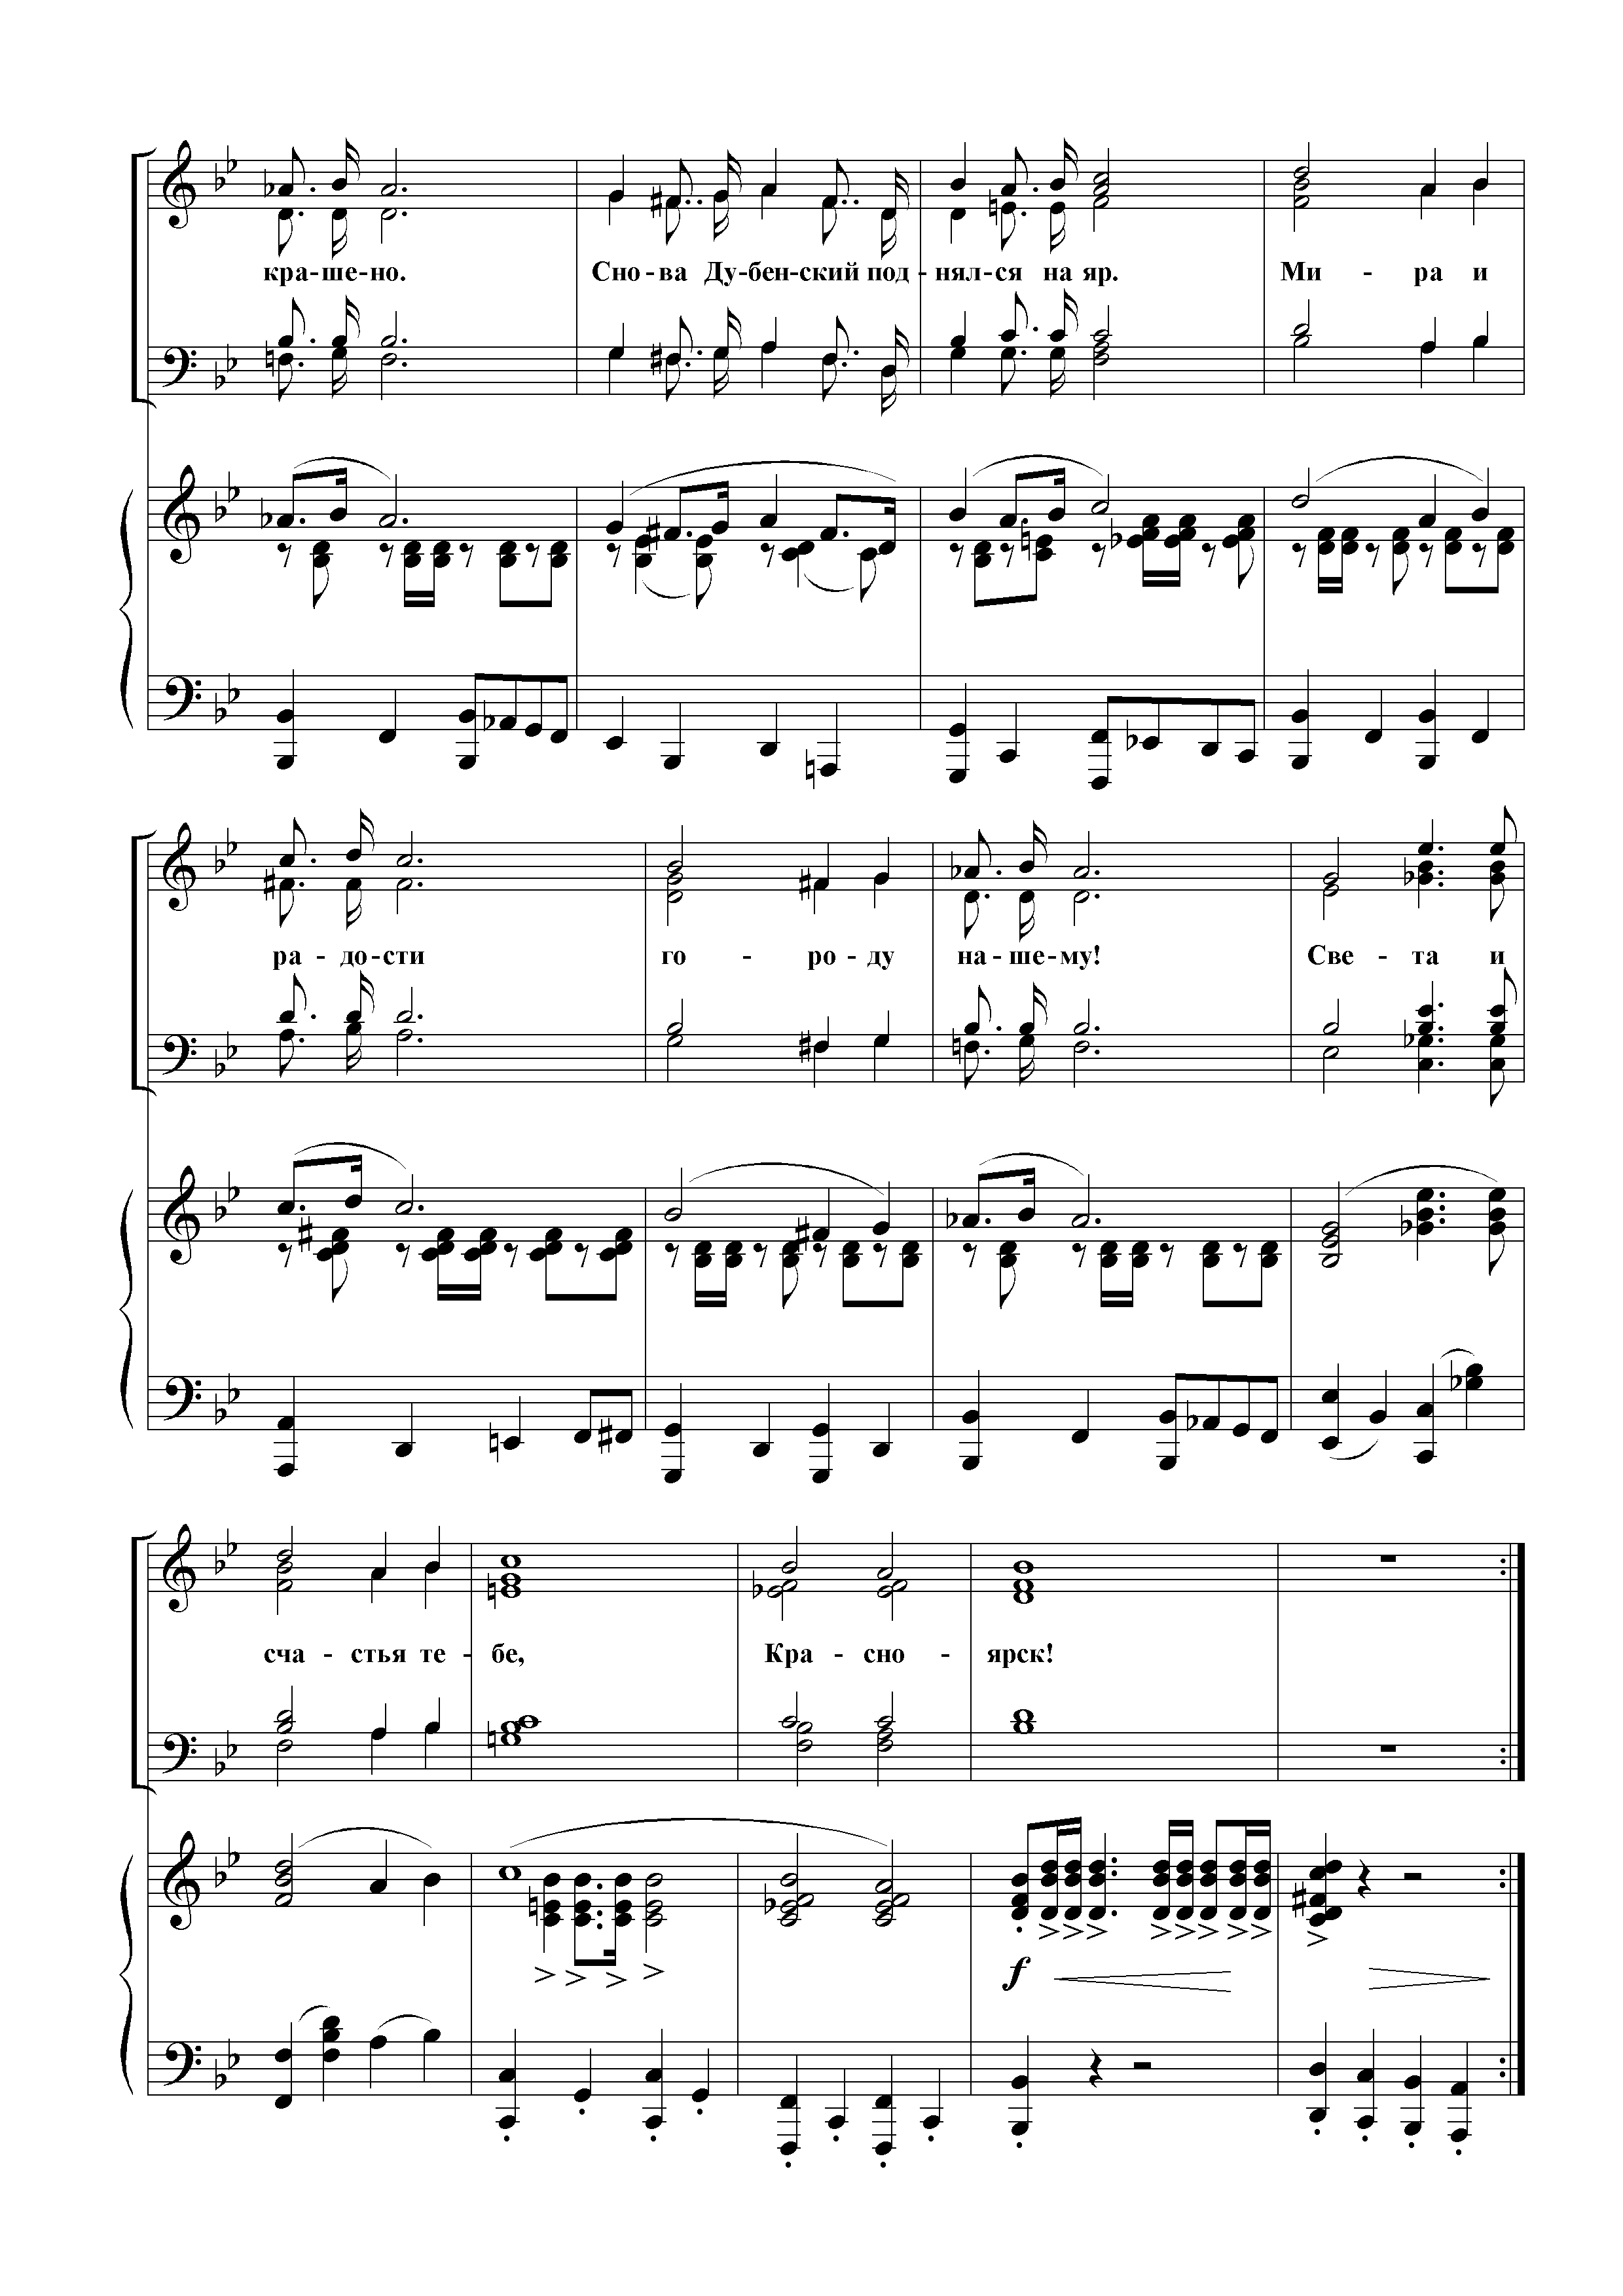 кра-ше-но. Сно-ва Ду-бен-ский под-нял-ся на яр. Ми-ра и
ра-до-сти го-ро-ду на-ше-му! Све-та и
сча-стья те-бе, Кра-сно-ярск!
f